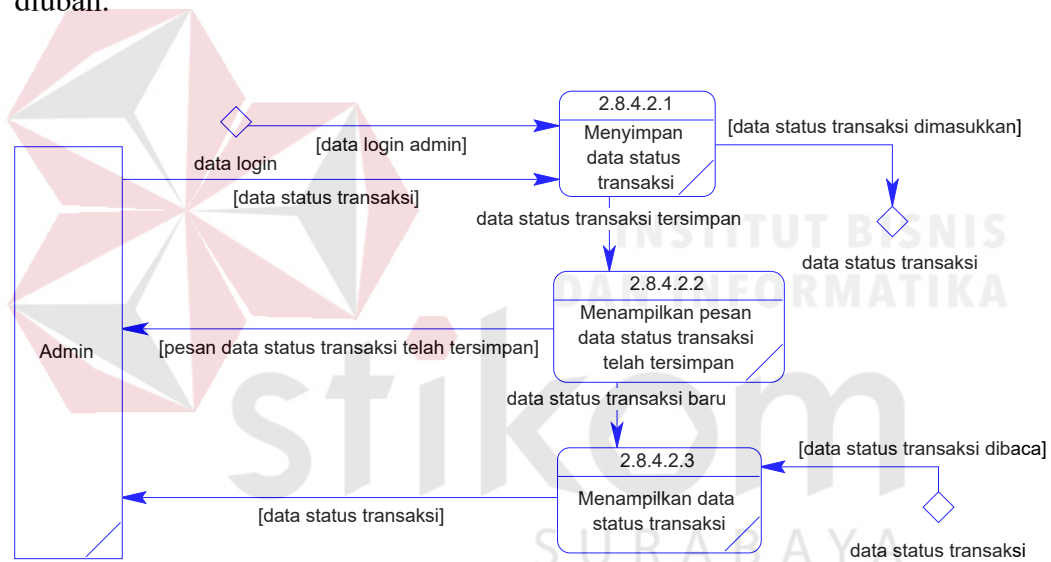 diubah.
2.8.4.2.1
Menyimpan
data status
transaksi
[data status transaksi dimasukkan]
[data login admin]
data login
[data status transaksi]
data status transaksi tersimpan
INSTITUT BISNIS
DAN INFORMATIKA
data status transaksi
2.8.4.2.2
Menampilkan pesan
data status transaksi
telah tersimpan
Admin
[pesan data status transaksi telah tersimpan]
stikom
data status transaksi baru
[data status transaksi dibaca]
2.8.4.2.3
Menampilkan data
status transaksi
[data status transaksi]
SURABAYA
data status transaksi